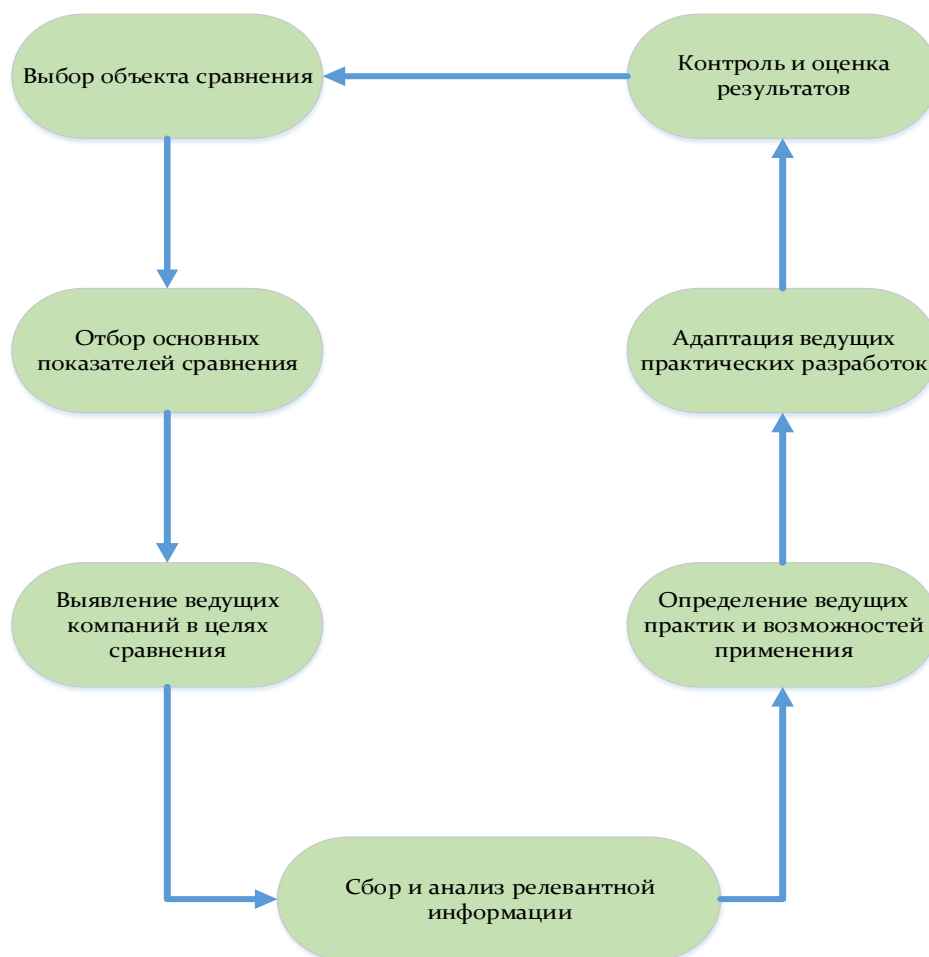 Выбор объекта сравнения
Контроль и оценка
результатов
Отбор основных
показателей сравнения
Адаптация ведущих
практических разработок
Выявление ведущих
компаний в целях
сравнения
Определение ведущих
практик и возможностей
применения
Сбор и анализ релевантной
информации